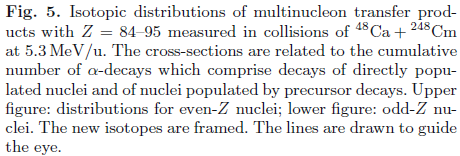 Fig. 5. Isotopic distributions of multinucleon transfer prod-
ucts with Z = 84–95 measured in collisions of ⁴⁸Ca + ²⁴⁸Cm
at 5.3 MeV/u. The cross-sections are related to the cumulative
number of α-decays which comprise decays of directly popu-
lated nuclei and of nuclei populated by precursor decays. Upper
figure: distributions for even-Z nuclei; lower figure: odd-Z nu-
clei. The new isotopes are framed. The lines are drawn to guide
the eye.